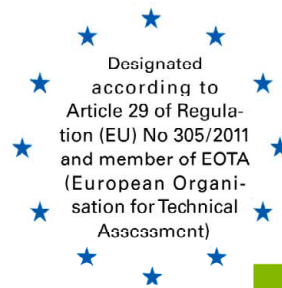 Designated
according to
Article 29 of Regula-
tion (EU) No 305/2011
and member of EOTA
(European Organi-
sation for Technical
Assessment)